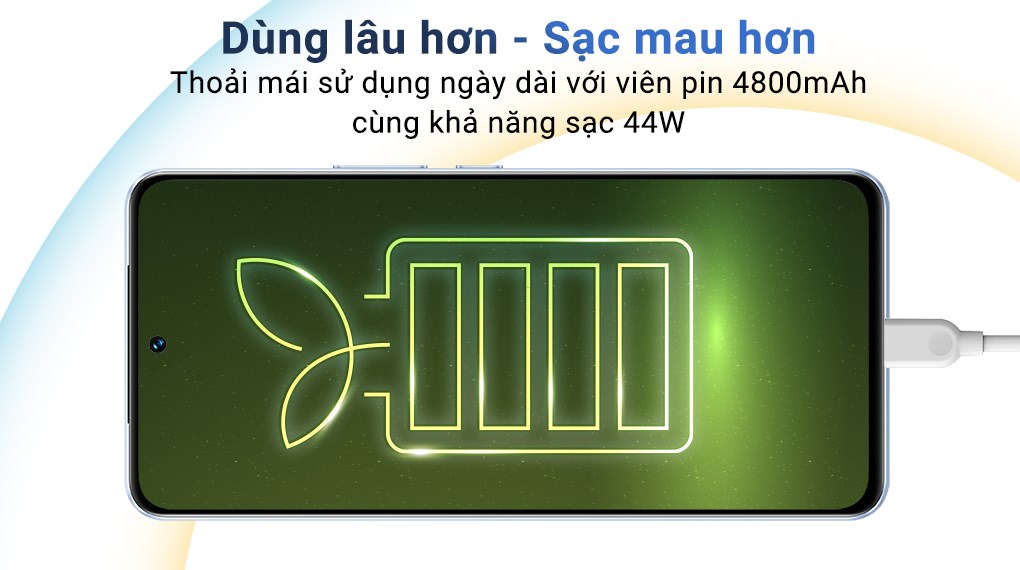 Dùng lâu hơn - Sạc mau hơn
Thoải mái sử dụng ngày dài với viên pin 4800mAh
cùng khả năng sạc 44W